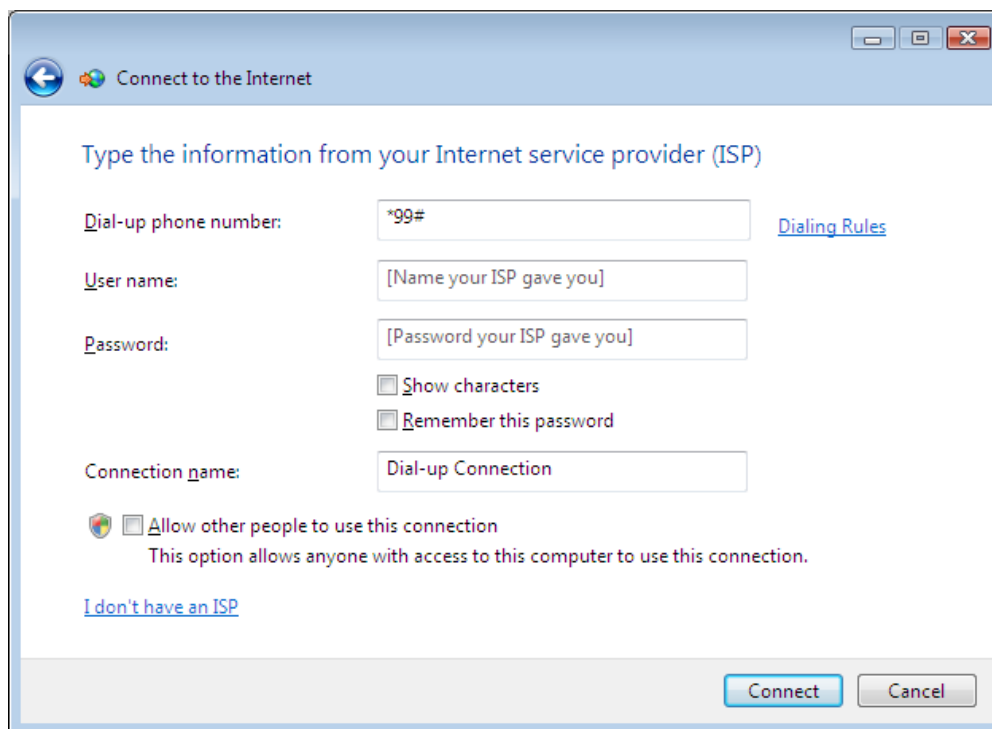 Connect to the Internet
Type the information from your Internet service provider (ISP)
Dial-up phone number:
*99#
Dialing Rules
User name:
[Name your ISP gave you]
Password:
[Password your ISP gave you]
Show characters
Remember this password
Connection name:
Dial-up Connection
Allow other people to use this connection
This option allows anyone with access to this computer to use this connection.
I don't have an ISP
Connect
Cancel